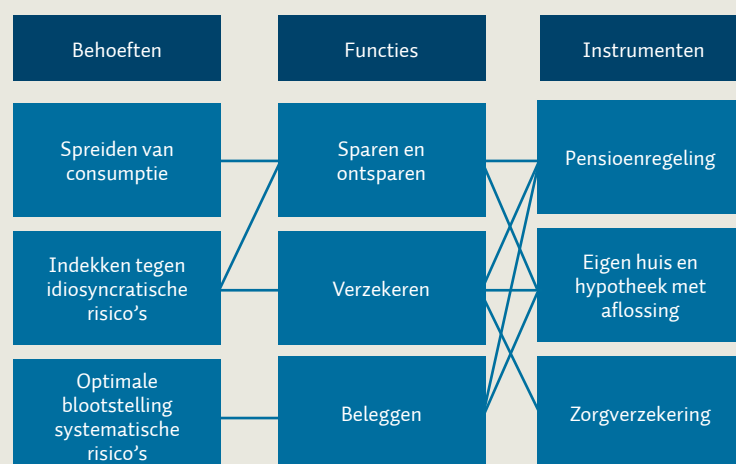 Behoeften
Functies
Instrumenten
Spreiden van
consumptie
Sparen en
ontsparen
Pensioenregeling
Indekken tegen
idiosyncratische
risico's
Verzekeren
Eigen huis en
hypotheek met
aflossing
Optimale
blootstelling
systematische
risico's
Beleggen
Zorgverzekering